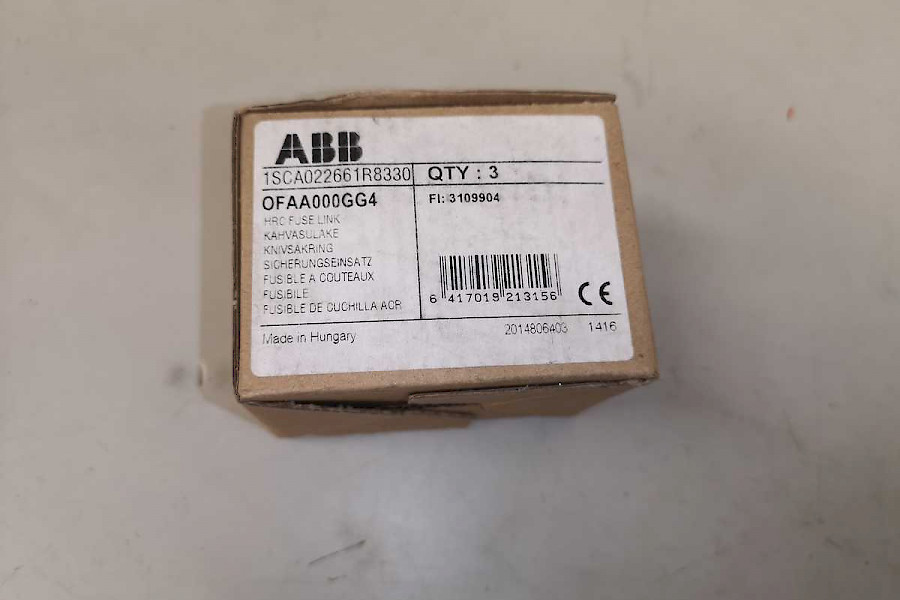 ABB
1SCA022661R8330
QTY : 3
OFAA000GG4
FI: 3109904
HRC FUSE LINK
KAHVASULAKE
KNIVSÄKRING
SICHERUNGSEINSATZ
FUSIBLE A COUTEAUX
FUSIBILE
FUSIBLE DE CUCHILLA ACR
6 417019 213156
CE
Made in Hungary
2014806403 1416